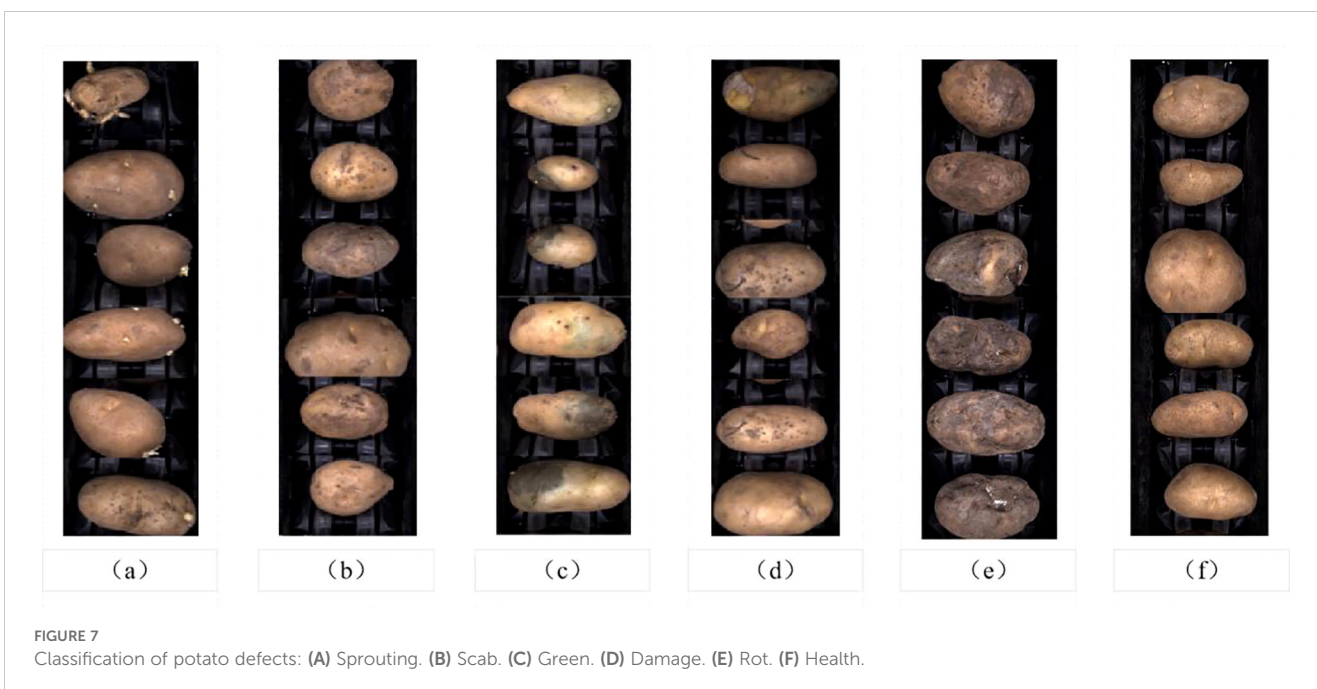 (a) (b) (c) (d) (e) (f)
FIGURE 7
Classification of potato defects: (A) Sprouting. (B) Scab. (C) Green. (D) Damage. (E) Rot. (F) Health.